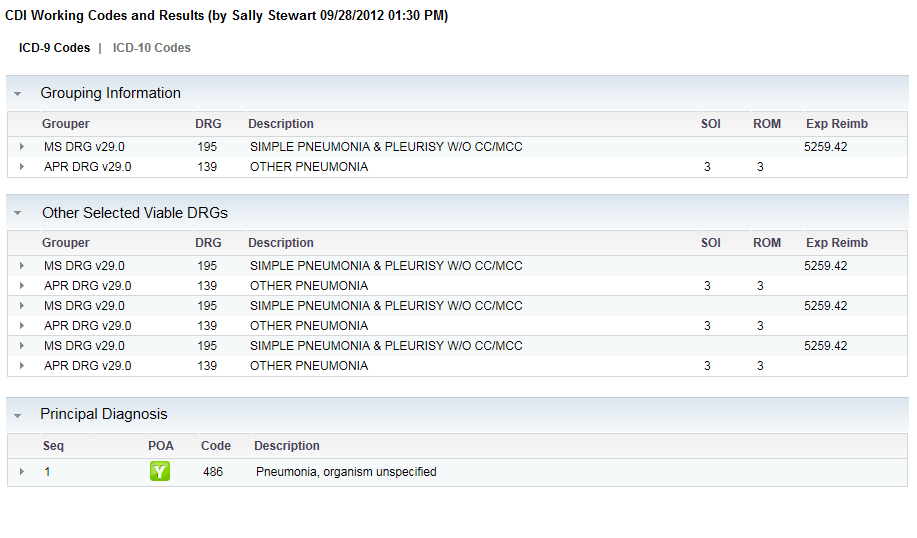 CDI Working Codes and Results (by Sally Stewart 09/28/2012 01:30 PM)
ICD-9 Codes | ICD-10 Codes
Grouping Information
Grouper DRG Description SOI ROM Exp Reimb
MS DRG v29.0 195 SIMPLE PNEUMONIA & PLEURISY W/O CC/MCC 5259.42
APR DRG v29.0 139 OTHER PNEUMONIA 3 3
Other Selected Viable DRGs
Grouper DRG Description SOI ROM Exp Reimb
MS DRG v29.0 195 SIMPLE PNEUMONIA & PLEURISY W/O CC/MCC 5259.42
APR DRG v29.0 139 OTHER PNEUMONIA 3 3
MS DRG v29.0 195 SIMPLE PNEUMONIA & PLEURISY W/O CC/MCC 5259.42
APR DRG v29.0 139 OTHER PNEUMONIA 3 3
MS DRG v29.0 195 SIMPLE PNEUMONIA & PLEURISY W/O CC/MCC 5259.42
APR DRG v29.0 139 OTHER PNEUMONIA 3 3
Principal Diagnosis
Seq POA Code Description
1 Y 486 Pneumonia, organism unspecified